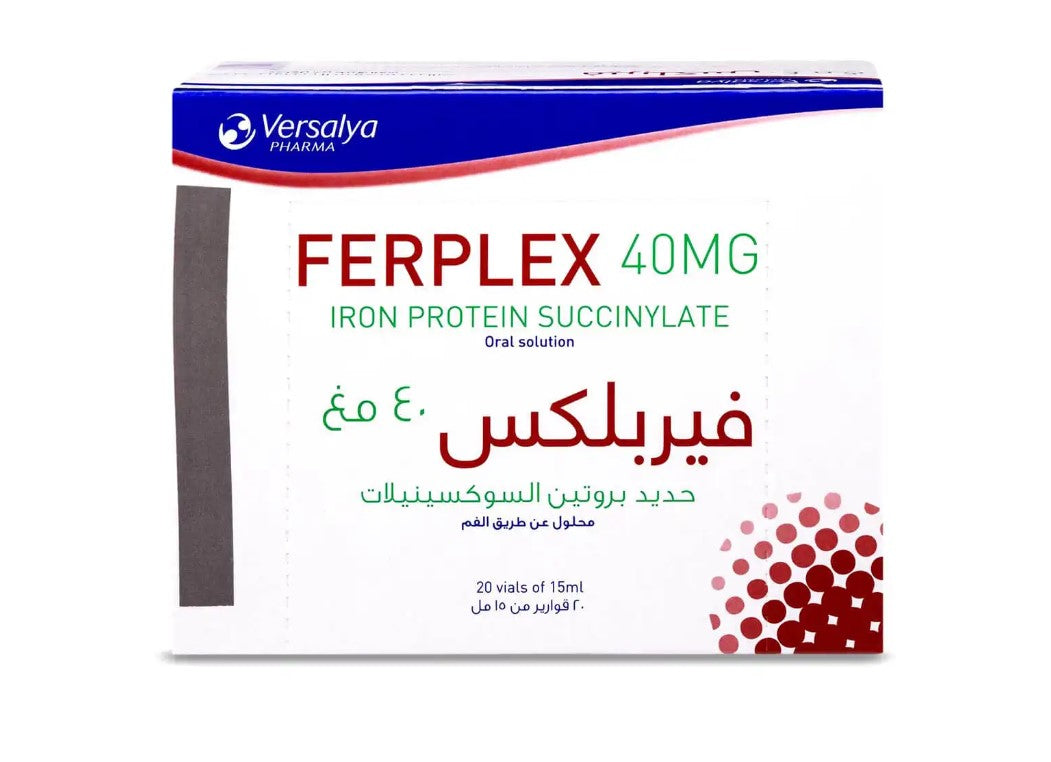 Versalya
PHARMA
FERPLEX 40MG
IRON PROTEIN SUCCINYLATE
Oral solution
فيربلكس ٤٠ مغ
حديد بروتين السوكسينيلات
محلول عن طريق الفم
20 vials of 15ml
٢٠ قوارير من ١٥ مل